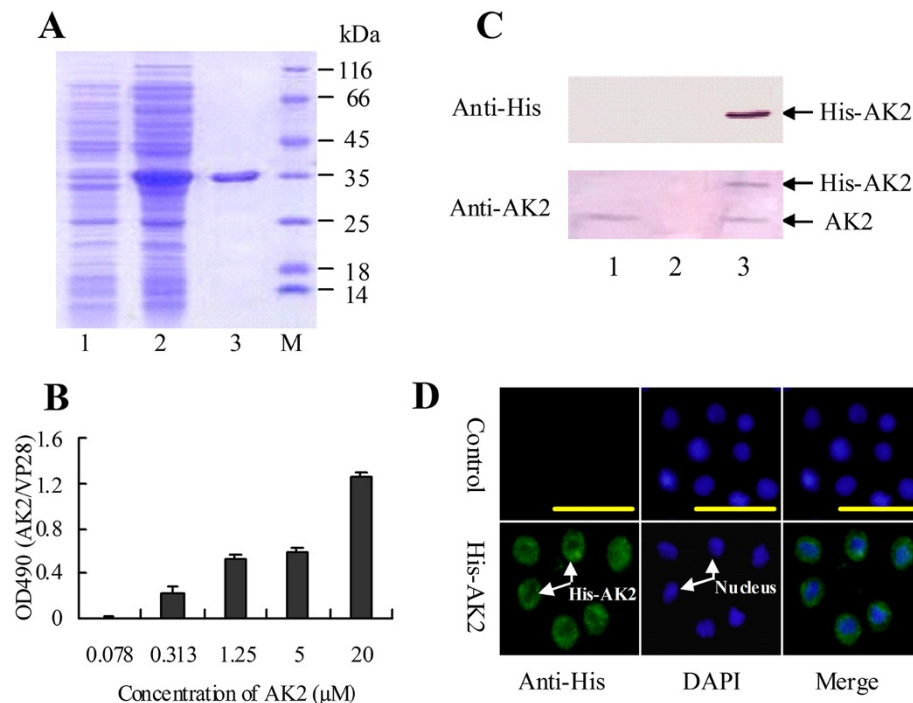 A
kDa
116
66
45
35
25
18
14
1 2 3 M
B
OD490 (AK2/VP28)
1.6
1.2
0.8
0.4
0
0.078 0.313 1.25 5 20
Concentration of AK2 (μM)
C
Anti-His
His-AK2
Anti-AK2
His-AK2
AK2
1 2 3
D
Control
His-AK2
His-AK2
Nucleus
Anti-His DAPI Merge